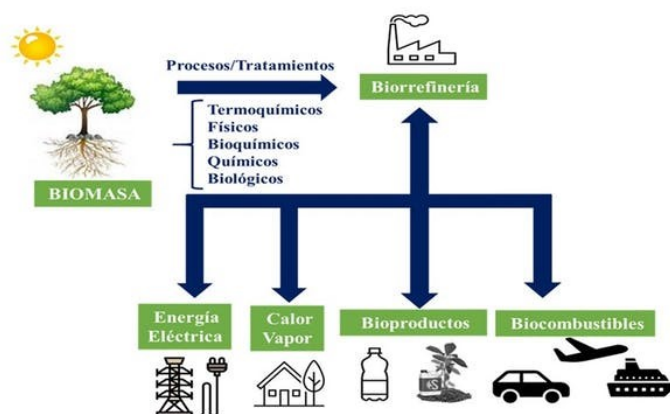 Procesos/Tratamientos
Biorrefinería
Termoquímicos
Físicos
Bioquímicos
Químicos
Biológicos
BIOMASA
Energía
Eléctrica
Calor
Vapor
Bioproductos
Biocombustibles